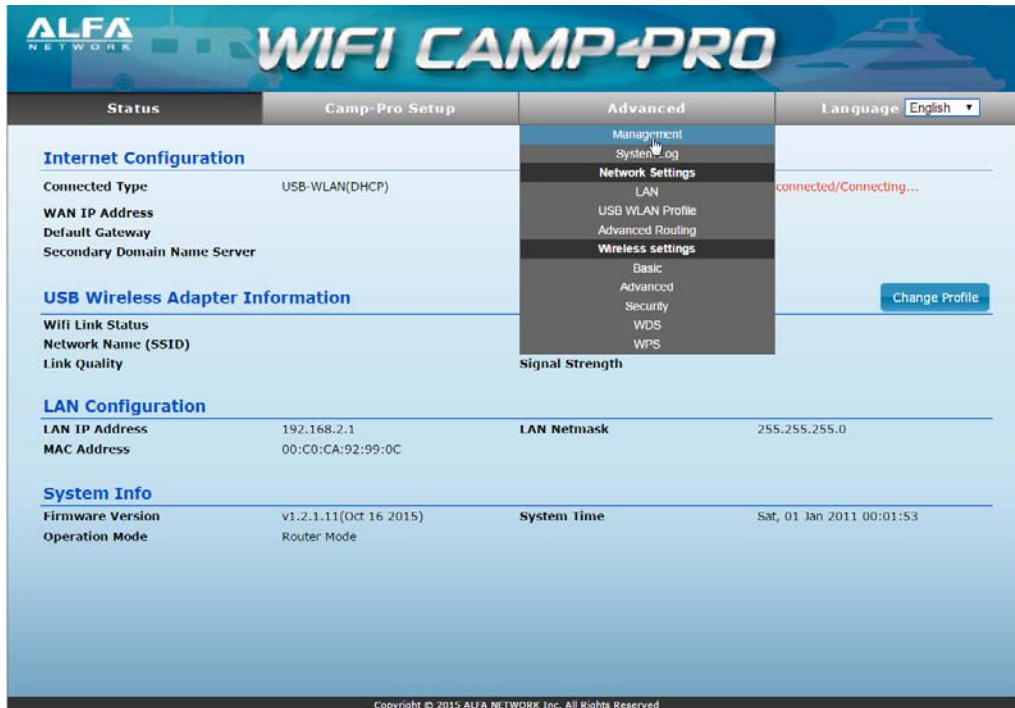 ALFA
NETWORK
WIFI CAMP-PRO
Status Camp-Pro Setup Advanced Language English
Management
System Log
Network Settings
LAN
USB WLAN Profile
Advanced Routing
Wireless settings
Basic
Advanced
Security
WDS
WPS
Internet Configuration
Connected Type USB-WLAN(DHCP) connected/Connecting...
WAN IP Address
Default Gateway
Secondary Domain Name Server
USB Wireless Adapter Information Change Profile
Wifi Link Status
Network Name (SSID)
Link Quality Signal Strength
LAN Configuration
LAN IP Address 192.168.2.1 LAN Netmask 255.255.255.0
MAC Address 00:C0:CA:92:99:0C
System Info
Firmware Version v1.2.1.11(Oct 16 2015) System Time Sat, 01 Jan 2011 00:01:53
Operation Mode Router Mode
Copyright © 2015 ALFA NETWORK Inc. All Rights Reserved